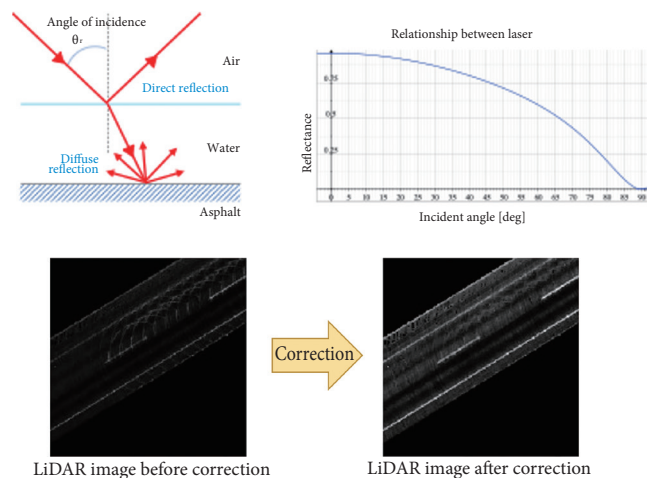 Angle of incidence
θr
Air
Direct reflection
Water
Diffuse
reflection
Asphalt
Relationship between laser
Reflectance
0.5
0.25
0 5 10 15 20 25 30 35 40 45 50 55 60 65 70 75 80 85 90
Incident angle [deg]
Correction
LiDAR image before correction
LiDAR image after correction